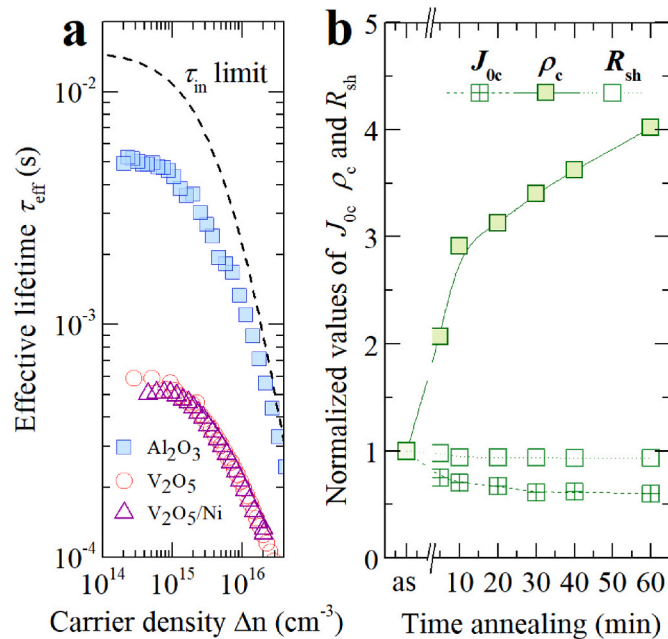 a
τin limit
10⁻²
10⁻³
10⁻⁴
Effective lifetime τeff (s)
Al₂O₃
V₂O₅
V₂O₅/Ni
10¹⁴ 10¹⁵ 10¹⁶
Carrier density Δn (cm⁻³)
b
J₀c ρc Rsh
5
4
3
2
1
0
Normalized values of J₀c ρc and Rsh
as 10 20 30 40 50 60
Time annealing (min)